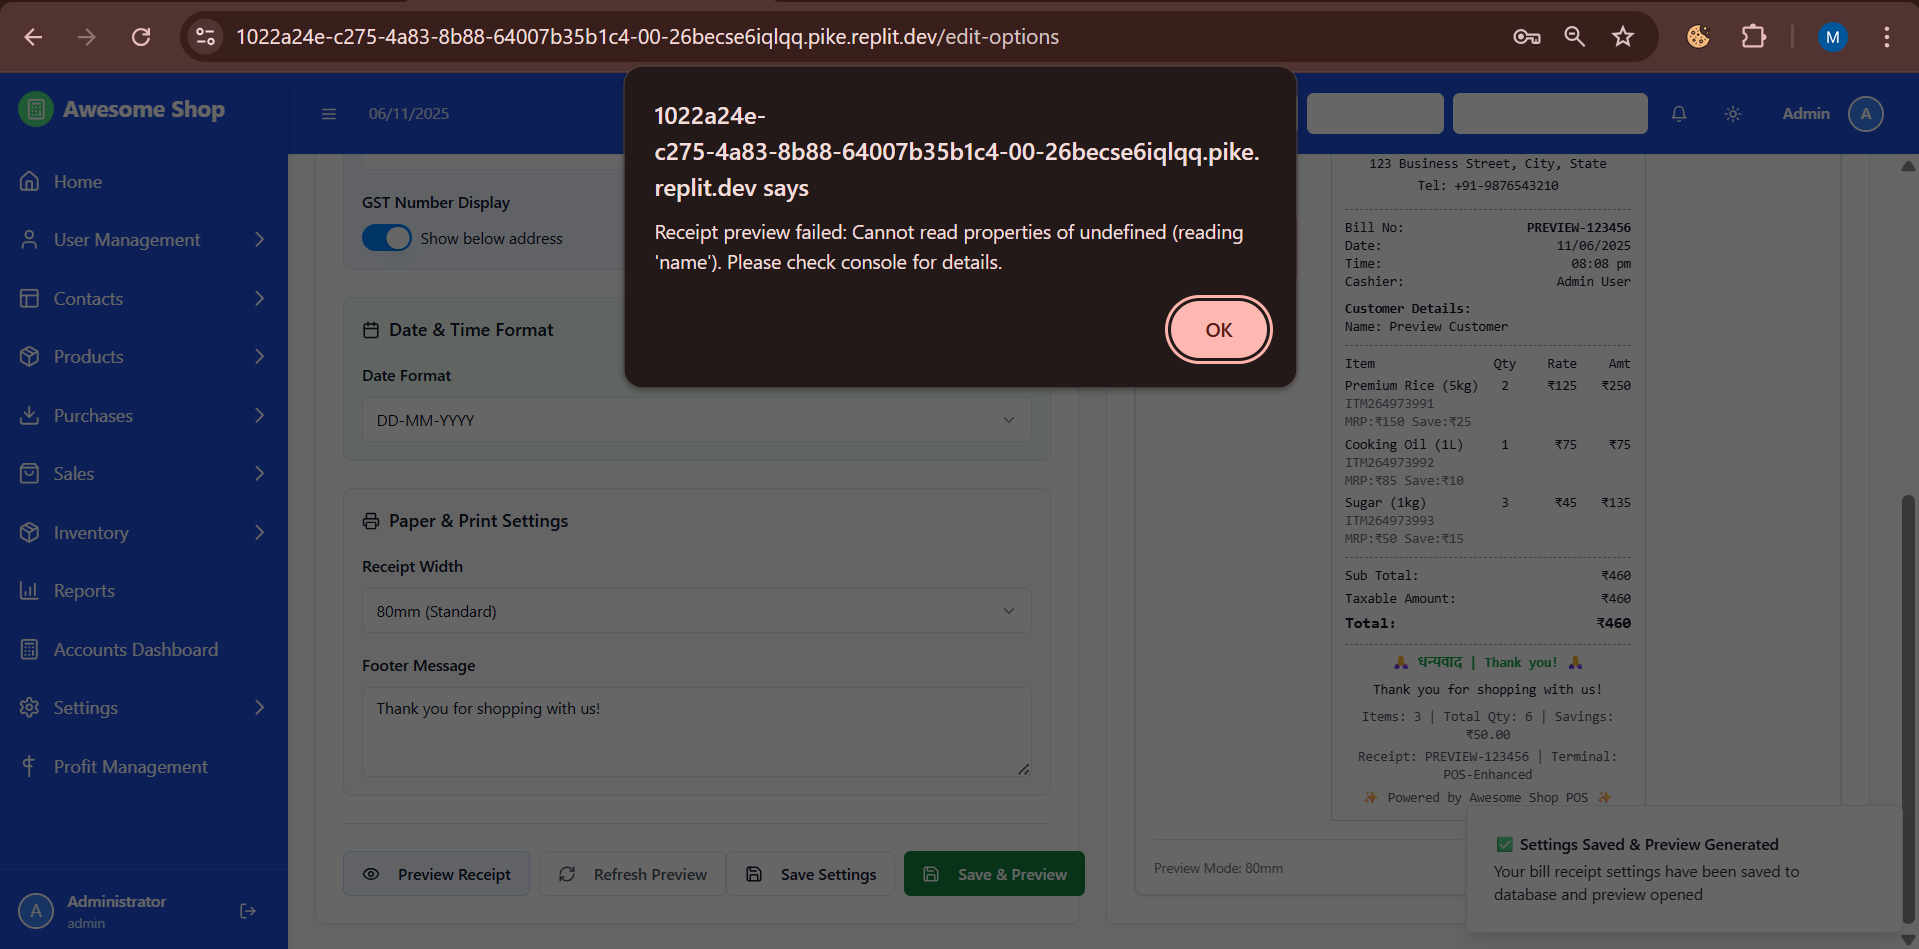 1022a24e-c275-4a83-8b88-64007b35b1c4-00-26becse6iqlqq.pike.replit.dev/edit-options
M
Awesome Shop
06/11/2025
Admin
A
1022a24e-
c275-4a83-8b88-64007b35b1c4-00-26becse6iqlqq.pike.
replit.dev says
Receipt preview failed: Cannot read properties of undefined (reading
'name'). Please check console for details.
OK
Home
User Management
Contacts
Products
Purchases
Sales
Inventory
Reports
Accounts Dashboard
Settings
Profit Management
A
Administrator
admin
GST Number Display
Show below address
Date & Time Format
Date Format
DD-MM-YYYY
Paper & Print Settings
Receipt Width
80mm (Standard)
Footer Message
Thank you for shopping with us!
Preview Receipt
Refresh Preview
Save Settings
Save & Preview
123 Business Street, City, State
Tel: +91-9876543210
Bill No: PREVIEW-123456
Date: 11/06/2025
Time: 08:08 pm
Cashier: Admin User
Customer Details:
Name: Preview Customer
Item Qty Rate Amt
Premium Rice (5kg) 2 ₹125 ₹250
ITM264973991
MRP:₹150 Save:₹25
Cooking Oil (1L) 1 ₹75 ₹75
ITM264973992
MRP:₹85 Save:₹10
Sugar (1kg) 3 ₹45 ₹135
ITM264973993
MRP:₹50 Save:₹15
Sub Total: ₹460
Taxable Amount: ₹460
Total: ₹460
🙏 धन्यवाद | Thank you! 🙏
Thank you for shopping with us!
Items: 3 | Total Qty: 6 | Savings:
₹50.00
Receipt: PREVIEW-123456 | Terminal:
POS-Enhanced
✨ Powered by Awesome Shop POS ✨
Preview Mode: 80mm
✅ Settings Saved & Preview Generated
Your bill receipt settings have been saved to
database and preview opened